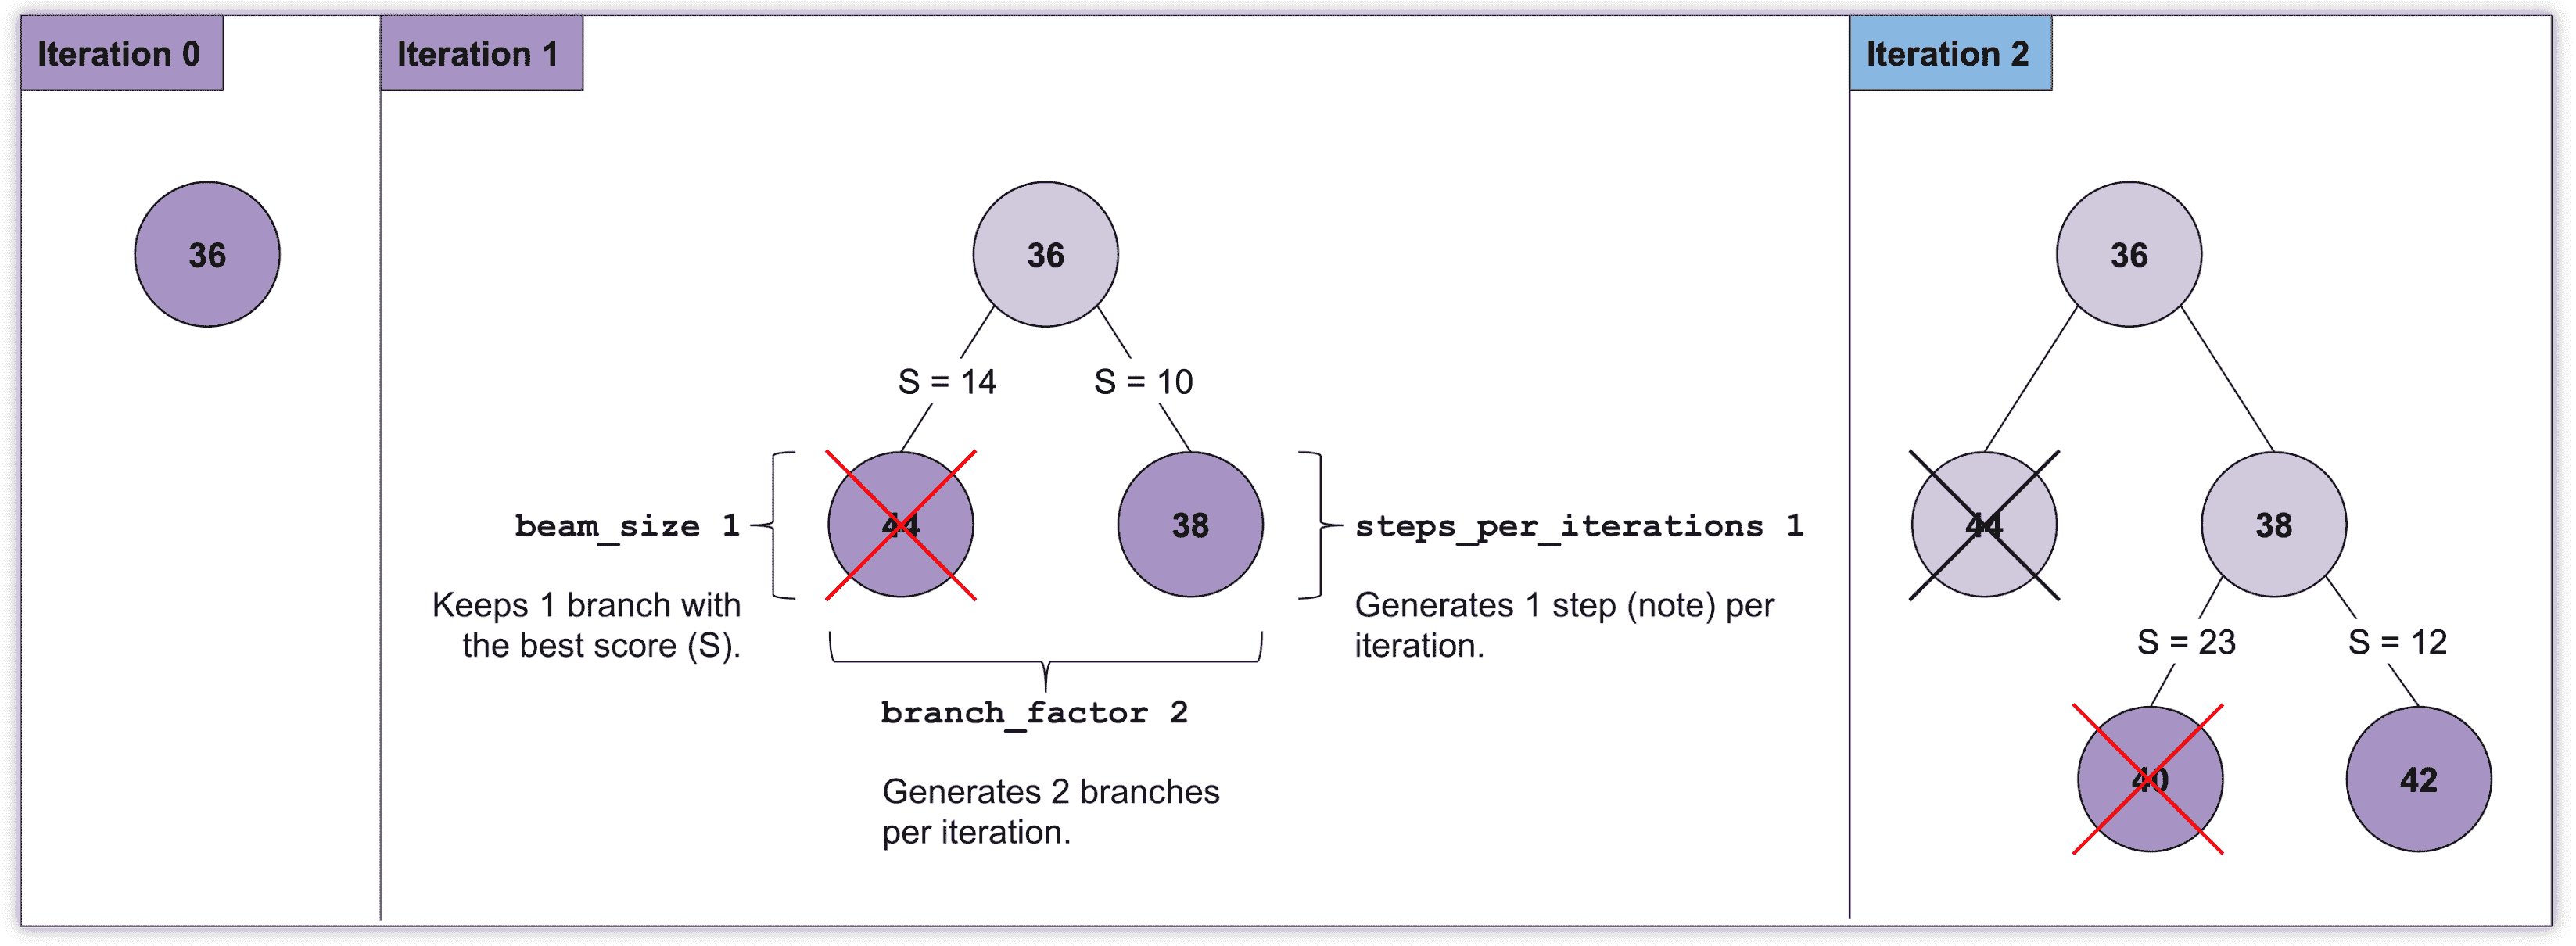 Iteration 0
36
Iteration 1
36
S = 14
S = 10
44
38
beam_size 1
Keeps 1 branch with
the best score (S).
steps_per_iterations 1
Generates 1 step (note) per
iteration.
branch_factor 2
Generates 2 branches
per iteration.
Iteration 2
36
44
38
S = 23
S = 12
40
42